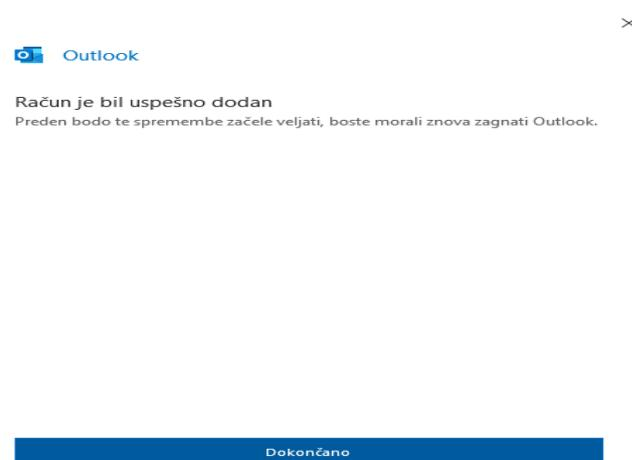 Outlook
Račun je bil uspešno dodan
Preden bodo te spremembe začele veljati, boste morali znova zagnati Outlook.
Dokončano